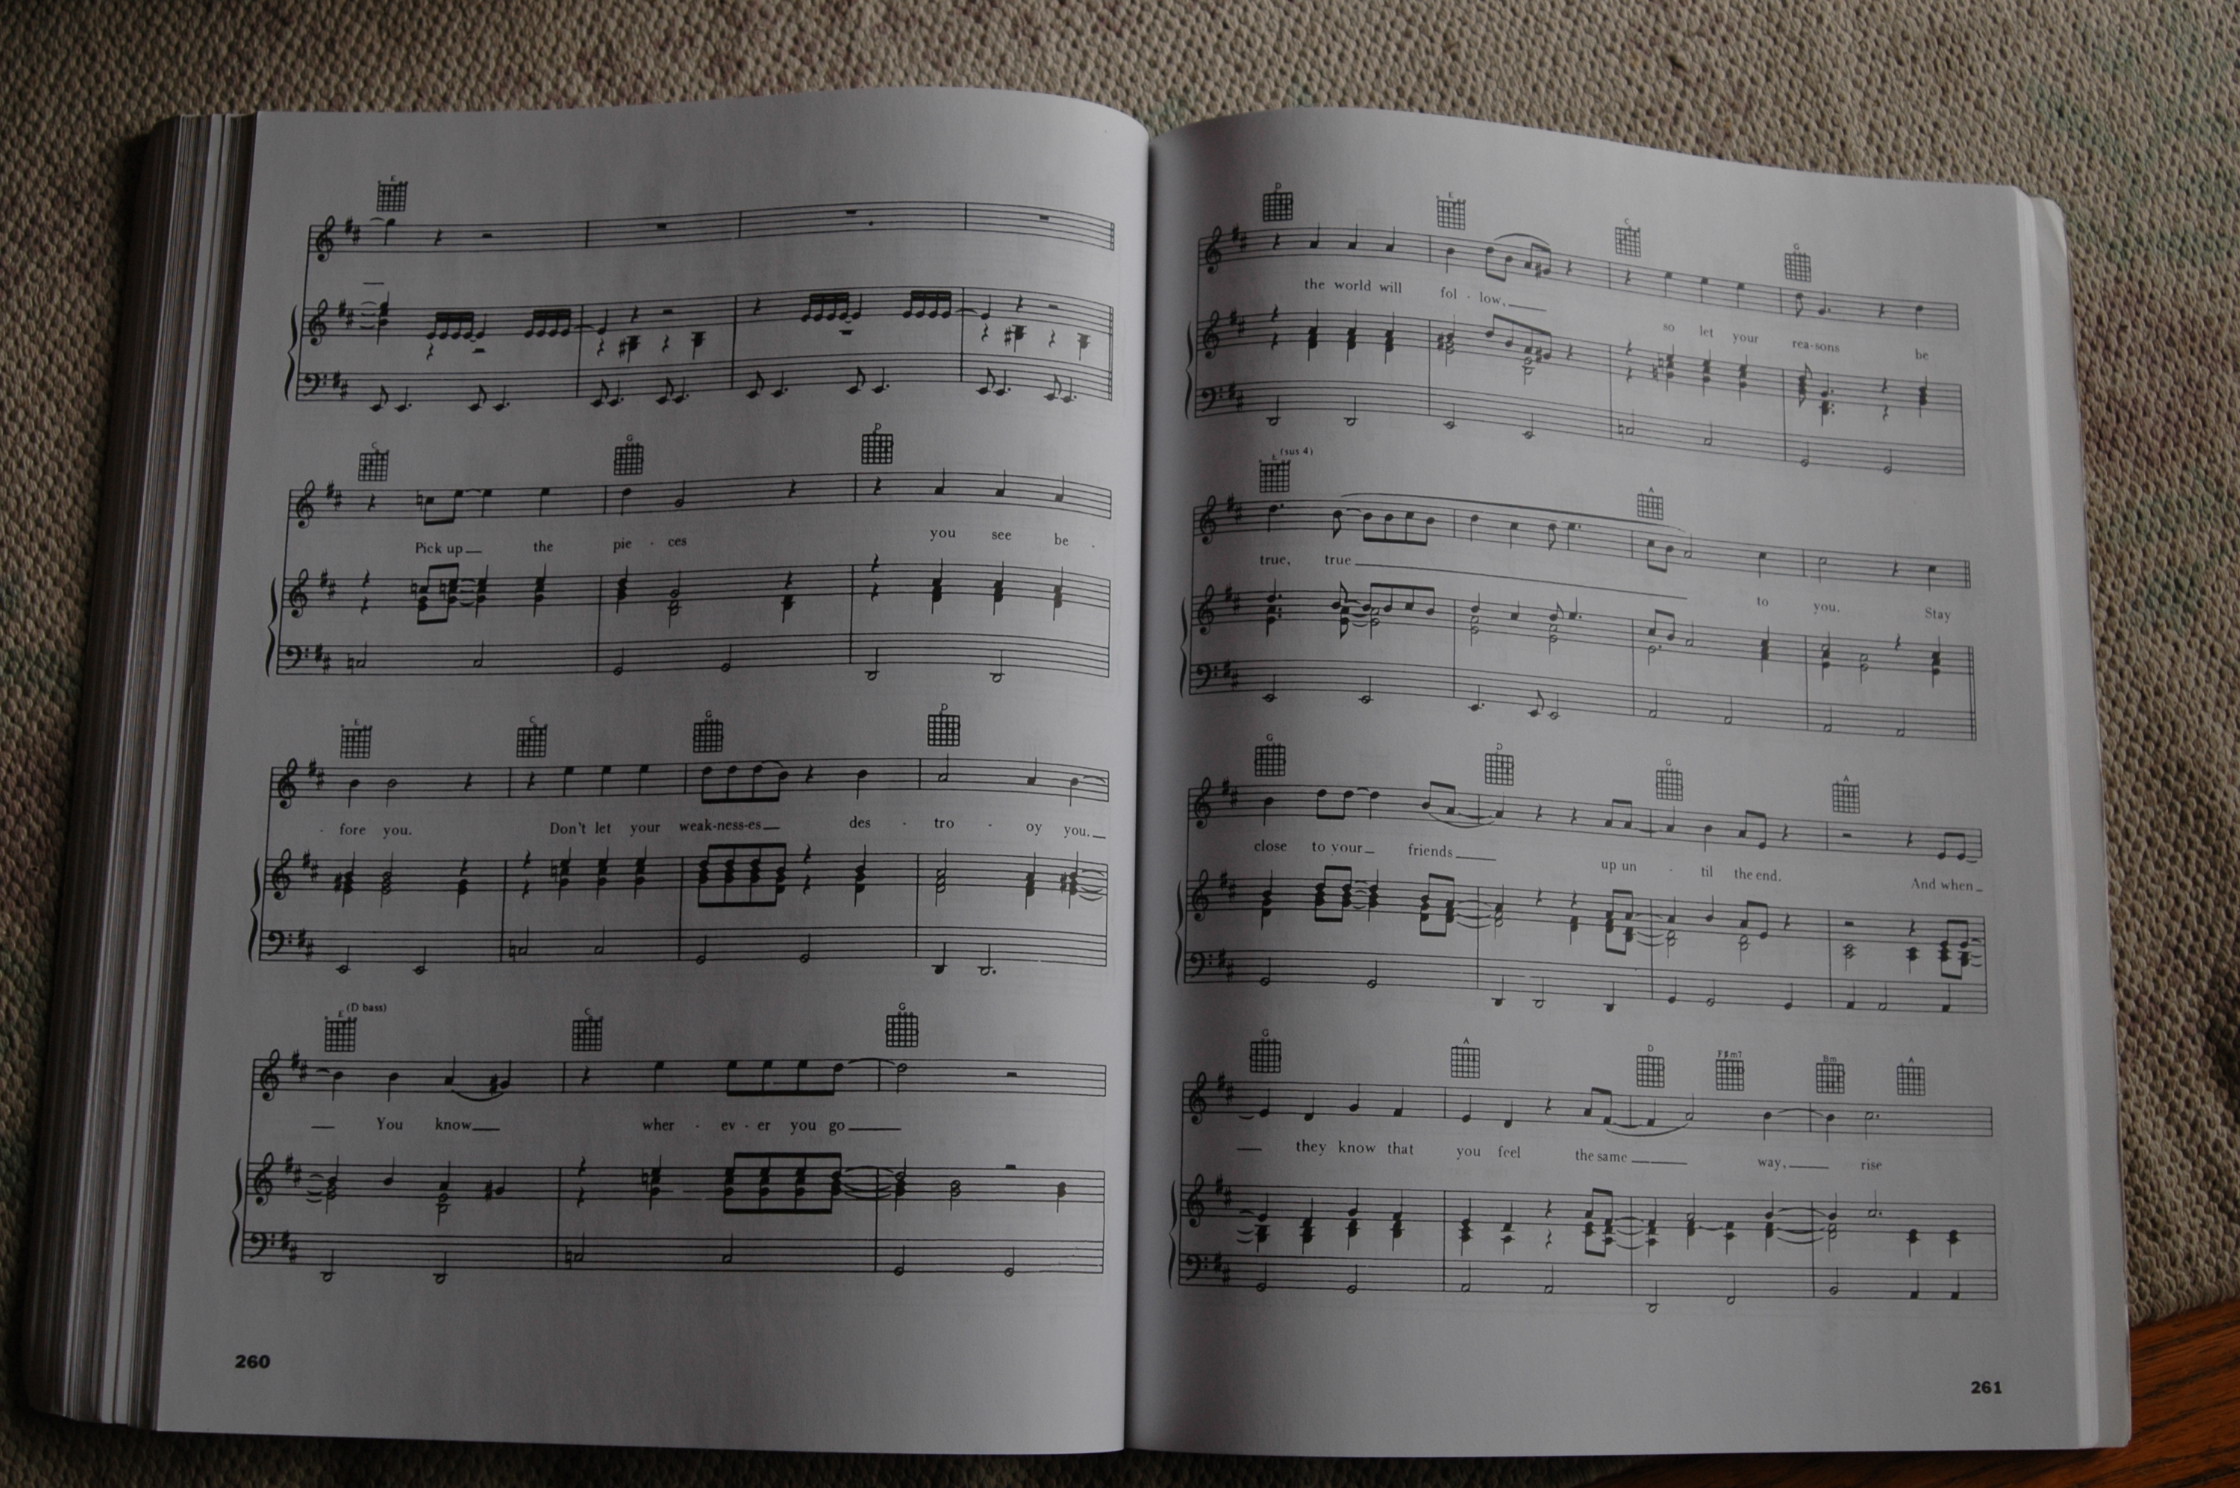 E
C G D
Pick up the pie - ces you see be -
E C G D
- fore you. Don't let your weak-ness-es des - tro - oy you.
E (D bass) C G
You know wher - ev - er you go
260
D E C G
the world will fol - low, so let your rea-sons be
E (sus 4) A
true, true to you. Stay
G D G A
close to your friends up un - til the end. And when
G A D F#m7 Bm A
they know that you feel the same way, rise
261